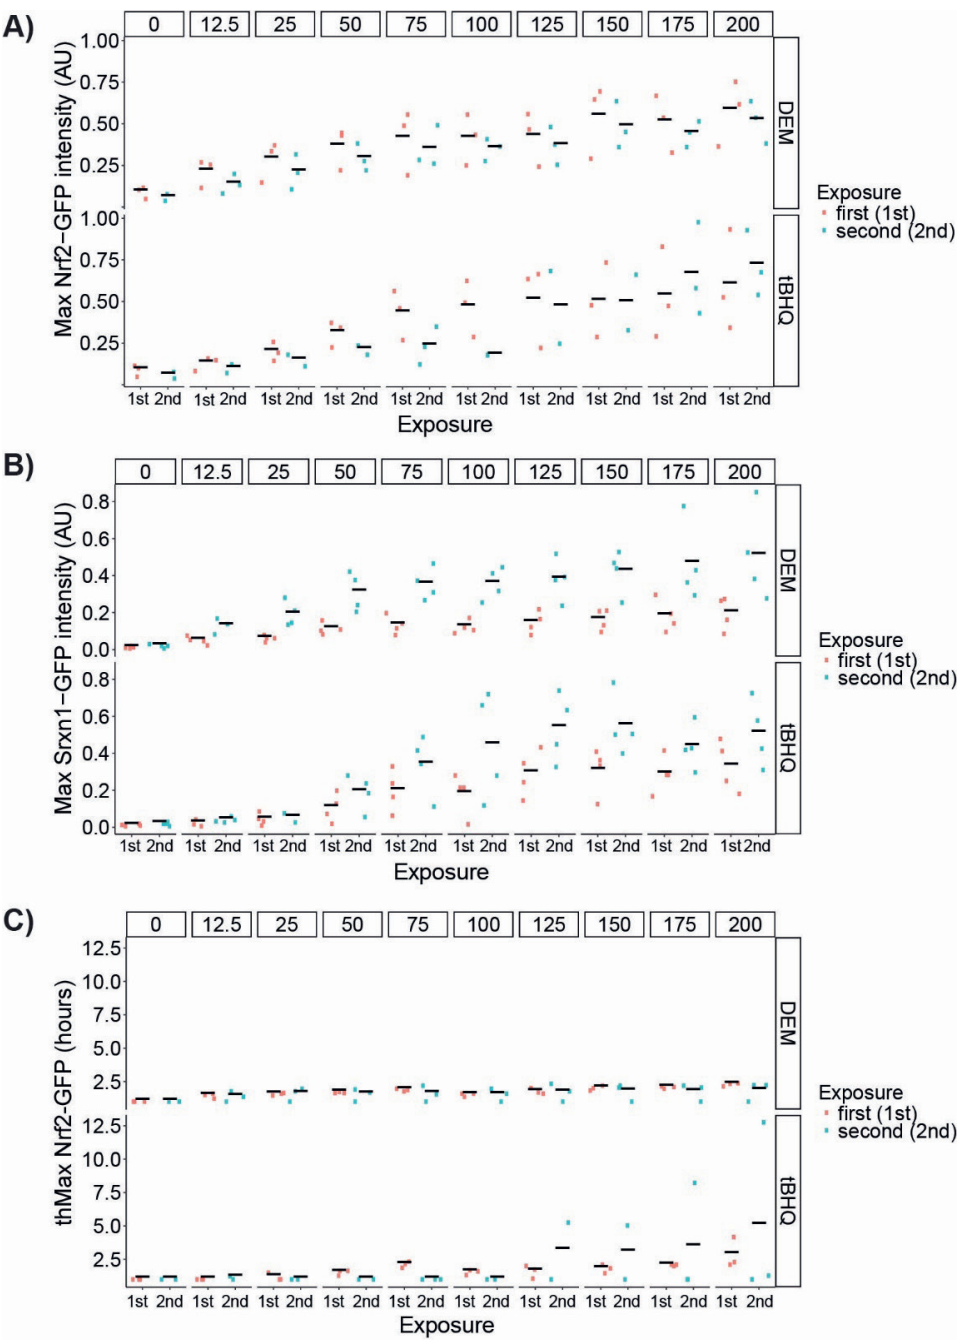 A)
0 12.5 25 50 75 100 125 150 175 200
Max Nrf2−GFP intensity (AU)
1.00
0.75
0.50
0.25
DEM
1.00
0.75
0.50
0.25
tBHQ
1st 2nd 1st 2nd 1st 2nd 1st 2nd 1st 2nd 1st 2nd 1st 2nd 1st 2nd 1st 2nd 1st 2nd
Exposure
Exposure
first (1st)
second (2nd)
B)
0 12.5 25 50 75 100 125 150 175 200
Max Srxn1−GFP intensity (AU)
0.8
0.6
0.4
0.2
0.0
DEM
0.8
0.6
0.4
0.2
0.0
tBHQ
1st 2nd 1st 2nd 1st 2nd 1st 2nd 1st 2nd 1st 2nd 1st 2nd 1st 2nd 1st 2nd 1st 2nd
Exposure
Exposure
first (1st)
second (2nd)
C)
0 12.5 25 50 75 100 125 150 175 200
thMax Nrf2-GFP (hours)
12.5
10.0
7.5
5.0
2.5
DEM
12.5
10.0
7.5
5.0
2.5
tBHQ
1st 2nd 1st 2nd 1st 2nd 1st 2nd 1st 2nd 1st 2nd 1st 2nd 1st 2nd 1st 2nd 1st 2nd
Exposure
Exposure
first (1st)
second (2nd)